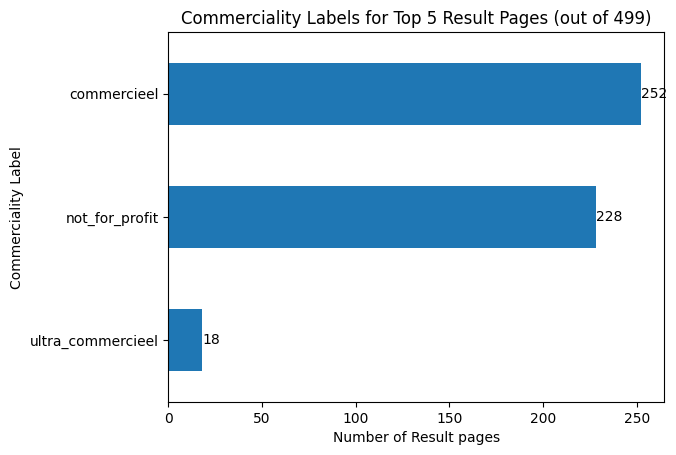 Commerciality Labels for Top 5 Result Pages (out of 499)
Commerciality Label
commercieel
252
not_for_profit
228
ultra_commercieel
18
0 50 100 150 200 250
Number of Result pages